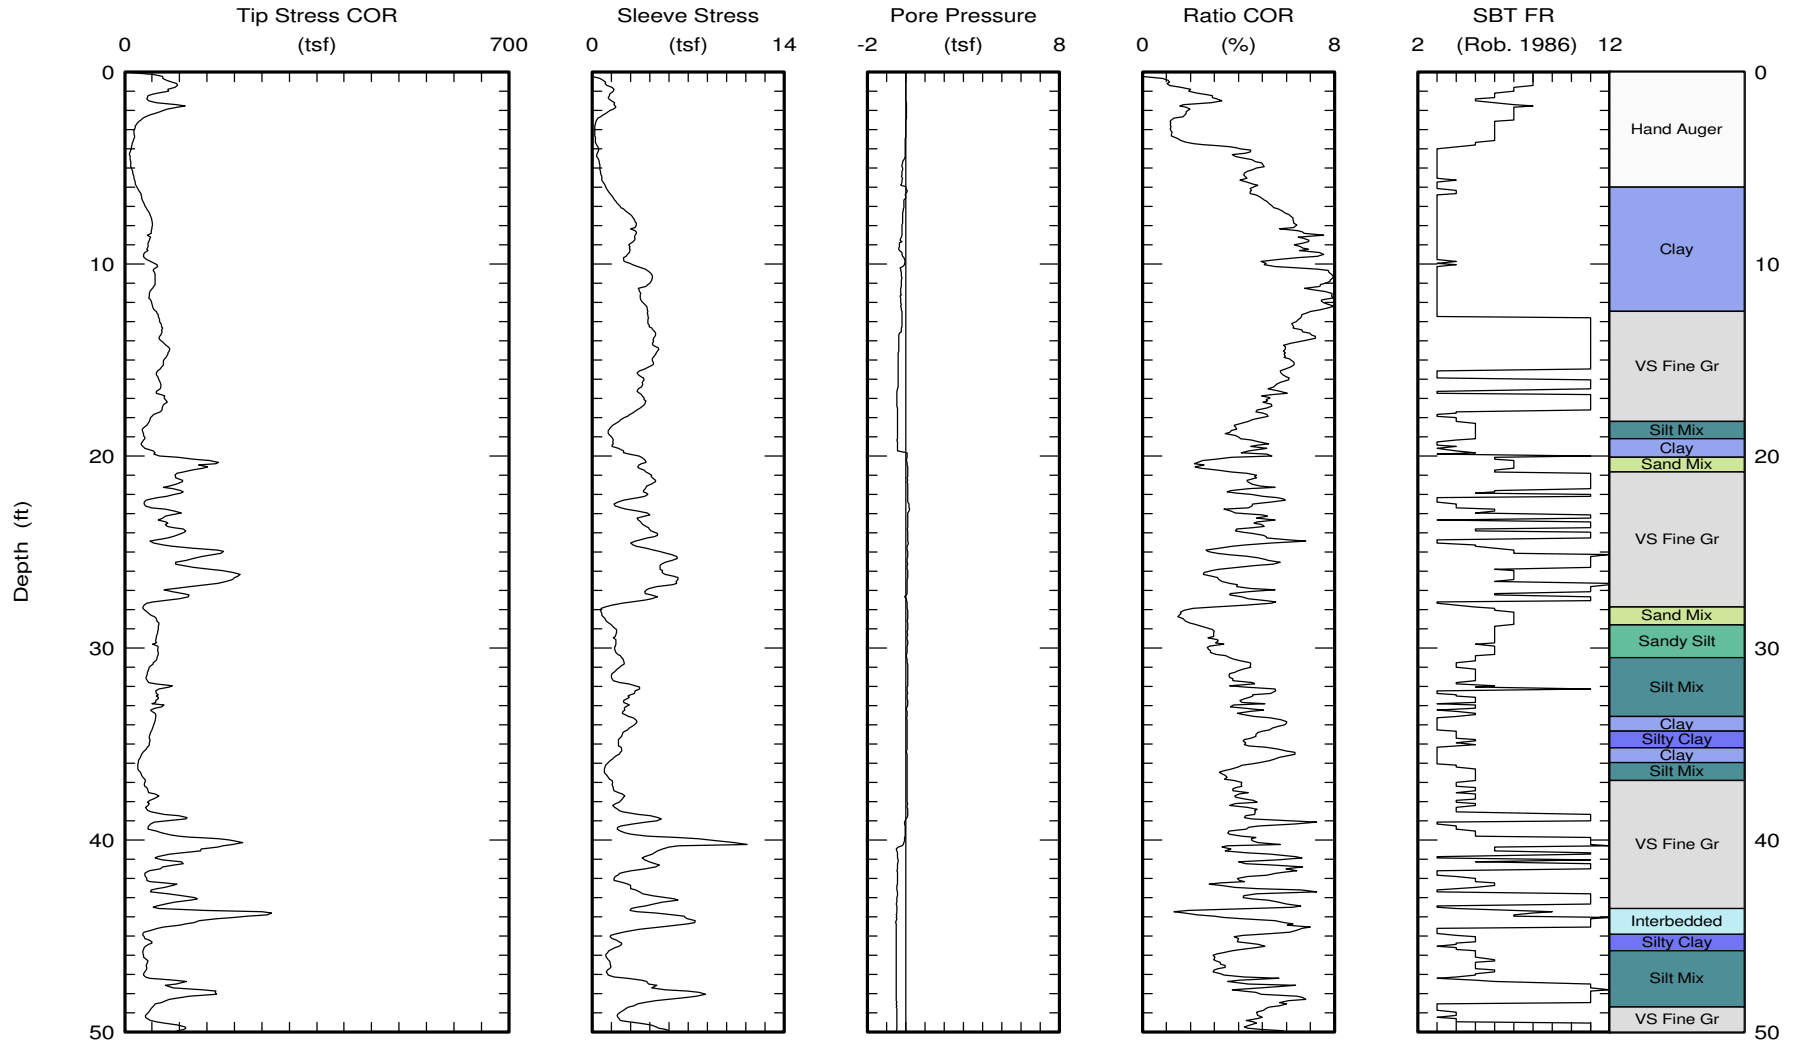 Tip Stress COR
Sleeve Stress
Pore Pressure
Ratio COR
SBT FR
0 (tsf) 700
0 (tsf) 14
-2 (tsf) 8
0 (%) 8
2 (Rob. 1986) 12
0
10
20
30
40
50
Depth (ft)
Hand Auger
Clay
VS Fine Gr
Silt Mix
Clay
Sand Mix
VS Fine Gr
Sand Mix
Sandy Silt
Silt Mix
Clay
Silty Clay
Clay
Silt Mix
VS Fine Gr
Interbedded
Silty Clay
Silt Mix
VS Fine Gr
0
10
20
30
40
50